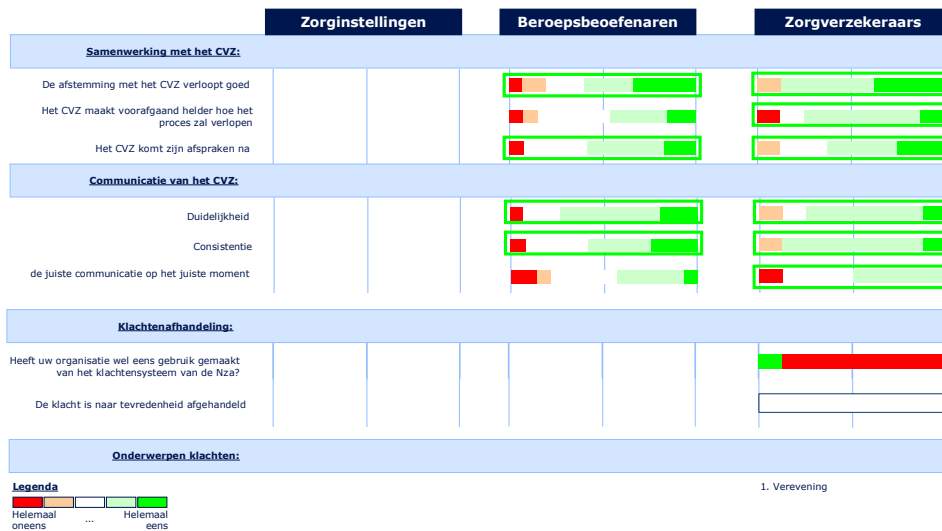 Zorginstellingen
Beroepsbeoefenaren
Zorgverzekeraars
Samenwerking met het CVZ:
De afstemming met het CVZ verloopt goed
Het CVZ maakt voorafgaand helder hoe het
proces zal verlopen
Het CVZ komt zijn afspraken na
Communicatie van het CVZ:
Duidelijkheid
Consistentie
de juiste communicatie op het juiste moment
Klachtenafhandeling:
Heeft uw organisatie wel eens gebruik gemaakt
van het klachtensysteem van de Nza?
De klacht is naar tevredenheid afgehandeld
Onderwerpen klachten:
1. Verevening
Legenda
Helemaal
oneens
...
Helemaal
eens